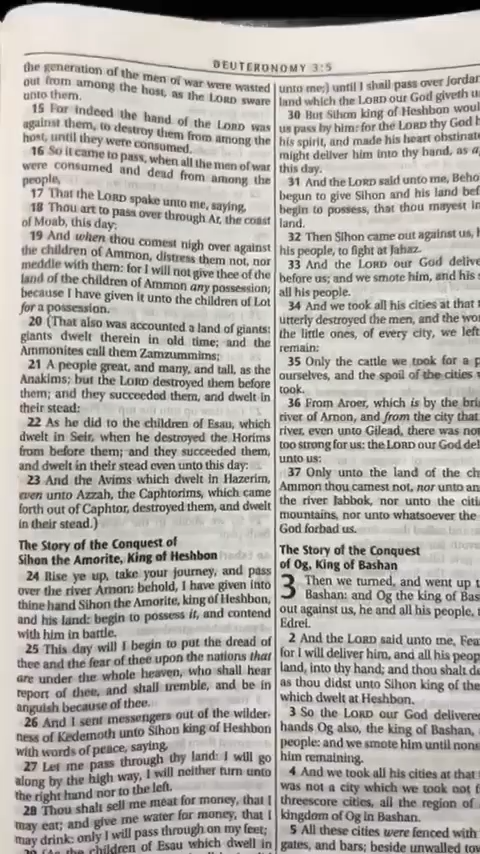 DEUTERONOMY 3:5
the generation of the men of war were wasted
out from among the host, as the LORD sware
unto them.
15 For indeed the hand of the LORD was
against them, to destroy them from among the
host, until they were consumed.
16 So it came to pass, when all the men of war
were consumed and dead from among the
people,
17 That the LORD spake unto me, saying,
18 Thou art to pass over through Ar, the coast
of Moab, this day:
19 And when thou comest nigh over against
the children of Ammon, distress them not, nor
meddle with them: for I will not give thee of the
land of the children of Ammon any possession;
because I have given it unto the children of Lot
for a possession.
20 (That also was accounted a land of giants:
giants dwelt therein in old time; and the
Ammonites call them Zamzummims;
21 A people great, and many, and tall, as the
Anakims; but the LORD destroyed them before
them; and they succeeded them, and dwelt in
their stead:
22 As he did to the children of Esau, which
dwelt in Seir, when he destroyed the Horims
from before them; and they succeeded them,
and dwelt in their stead even unto this day:
23 And the Avims which dwelt in Hazerim,
even unto Azzah, the Caphtorims, which came
forth out of Caphtor, destroyed them, and dwelt
in their stead.)
The Story of the Conquest of
Sihon the Amorite, King of Heshbon
24 Rise ye up, take your journey, and pass
over the river Arnon: behold, I have given into
thine hand Sihon the Amorite, king of Heshbon,
and his land: begin to possess it, and contend
with him in battle.
25 This day will I begin to put the dread of
thee and the fear of thee upon the nations that
are under the whole heaven, who shall hear
report of thee, and shall tremble, and be in
anguish because of thee.
26 And I sent messengers out of the wilder-
ness of Kedemoth unto Sihon king of Heshbon
with words of peace, saying,
27 Let me pass through thy land: I will go
along by the high way, I will neither turn unto
the right hand nor to the left.
28 Thou shalt sell me meat for money, that I
may eat; and give me water for money, that I
may drink: only I will pass through on my feet;
29 (As the children of Esau which dwell in
unto me;) until I shall pass over Jordan
land which the LORD our God giveth u
30 But Sihon king of Heshbon woul
us pass by him: for the LORD thy God h
his spirit, and made his heart obstinate
might deliver him into thy hand, as a
this day.
31 And the LORD said unto me, Beho
begun to give Sihon and his land bef
begin to possess, that thou mayest in
land.
32 Then Sihon came out against us, h
his people, to fight at Jahaz.
33 And the LORD our God delive
before us; and we smote him, and his s
all his people.
34 And we took all his cities at that t
utterly destroyed the men, and the wo
the little ones, of every city, we left
remain:
35 Only the cattle we took for a p
ourselves, and the spoil of the cities w
took.
36 From Aroer, which is by the bri
river of Arnon, and from the city that
river, even unto Gilead, there was not
too strong for us: the LORD our God del
unto us:
37 Only unto the land of the ch
Ammon thou camest not, nor unto an
the river Jabbok, nor unto the citi
mountains, nor unto whatsoever the
God forbad us.
The Story of the Conquest
of Og, King of Bashan
3 Then we turned, and went up t
Bashan: and Og the king of Bas
out against us, he and all his people, t
Edrei.
2 And the LORD said unto me, Fea
for I will deliver him, and all his peop
land, into thy hand; and thou shalt do
as thou didst unto Sihon king of the
which dwelt at Heshbon.
3 So the LORD our God delivered
hands Og also, the king of Bashan,
people: and we smote him until none
him remaining.
4 And we took all his cities at that
was not a city which we took not f
threescore cities, all the region of
kingdom of Og in Bashan.
5 All these cities were fenced with
gates, and bars; beside unwalled tow